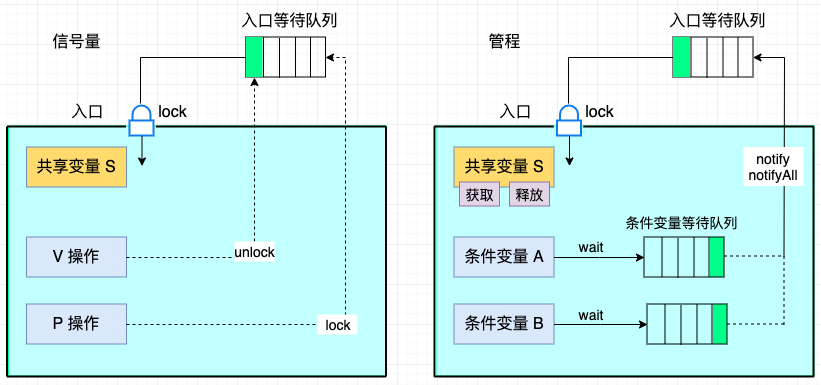 信号量
入口等待队列
入口
lock
共享变量 S
V 操作
unlock
P 操作
lock
管程
入口等待队列
入口
lock
共享变量 S
获取
释放
notify
notifyAll
条件变量等待队列
条件变量 A
wait
条件变量 B
wait